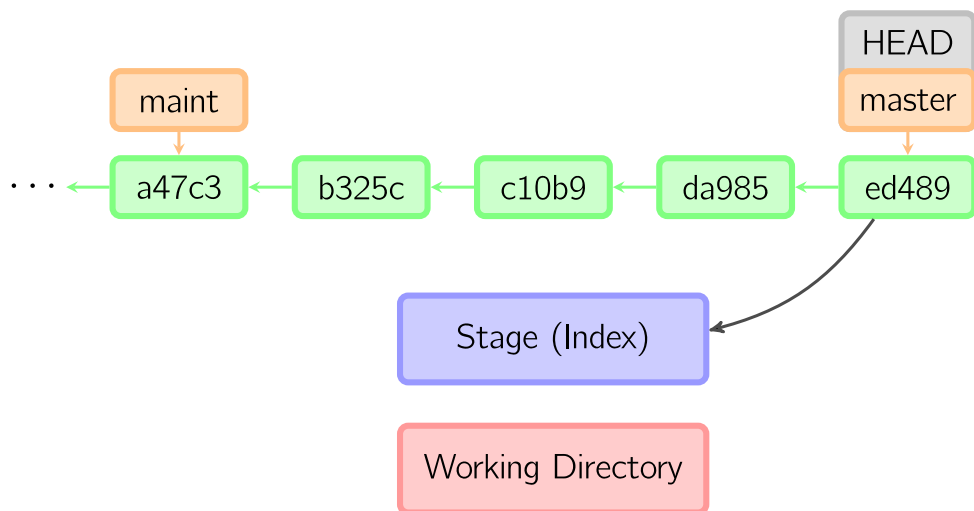 HEAD
maint
master
... a47c3 b325c c10b9 da985 ed489
Stage (Index)
Working Directory